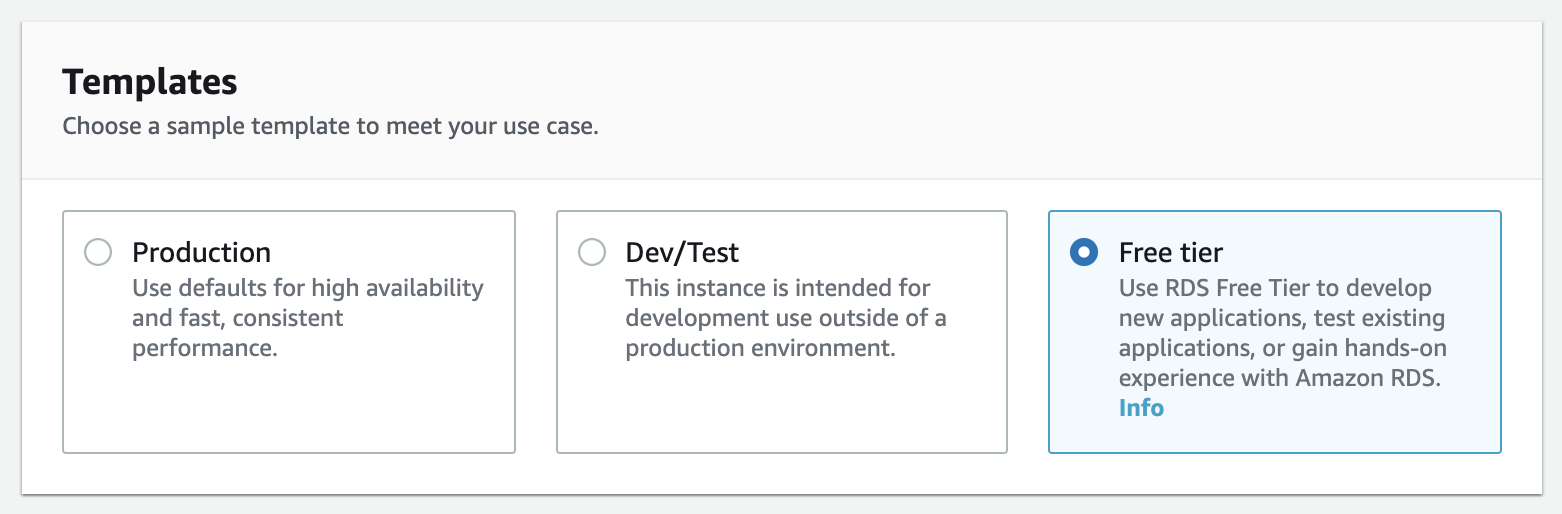 Templates
Choose a sample template to meet your use case.
Production
Use defaults for high availability
and fast, consistent
performance.
Dev/Test
This instance is intended for
development use outside of a
production environment.
Free tier
Use RDS Free Tier to develop
new applications, test existing
applications, or gain hands-on
experience with Amazon RDS.
Info